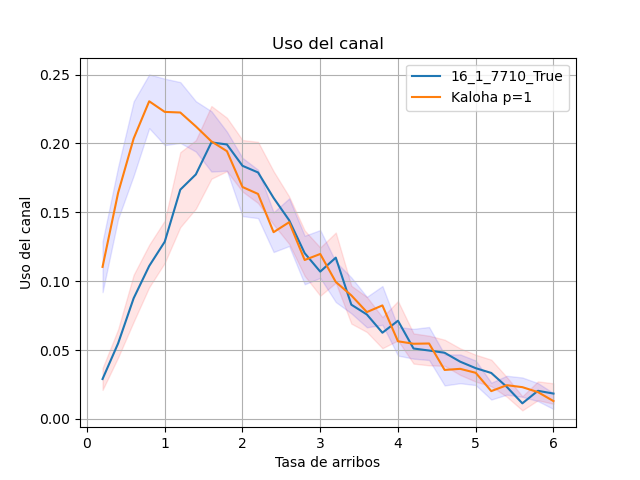 Uso del canal
16_1_7710_True
Kaloha p=1
Uso del canal
0.25
0.20
0.15
0.10
0.05
0.00
0 1 2 3 4 5 6
Tasa de arribos